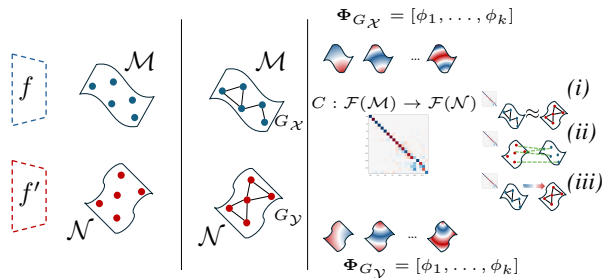 f
M
f′
N
M
G_X
N
G_Y
Φ_{G_X} = [ϕ_1, . . . , ϕ_k]
...
C : F(M) → F(N)
(i)
≈
(ii)
(iii)
...
Φ_{G_Y} = [ϕ_1, . . . , ϕ_k]